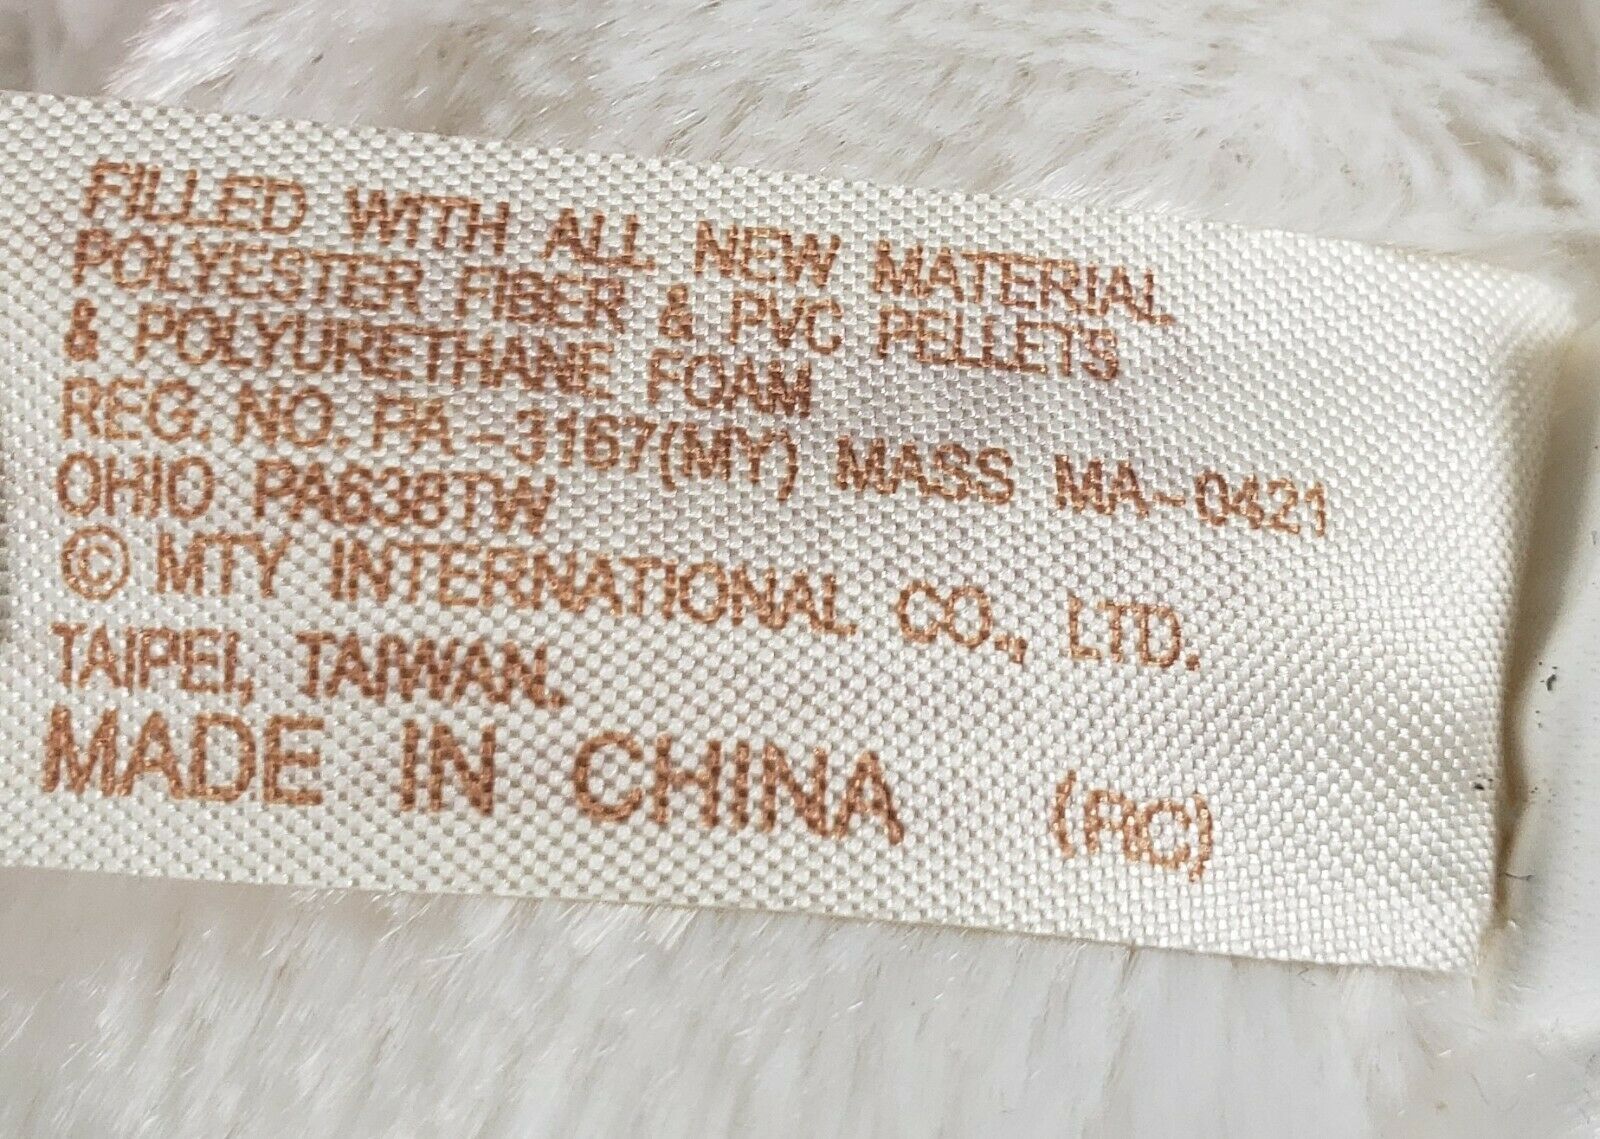 FILLED WITH ALL NEW MATERIAL
POLYESTER FIBER & PVC PELLETS
& POLYURETHANE FOAM
REG. NO. PA-3167(MY) MASS MA-0421
OHIO PA638TW
© MTY INTERNATIONAL CO., LTD.
TAIPEI, TAIWAN.
MADE IN CHINA (RC)